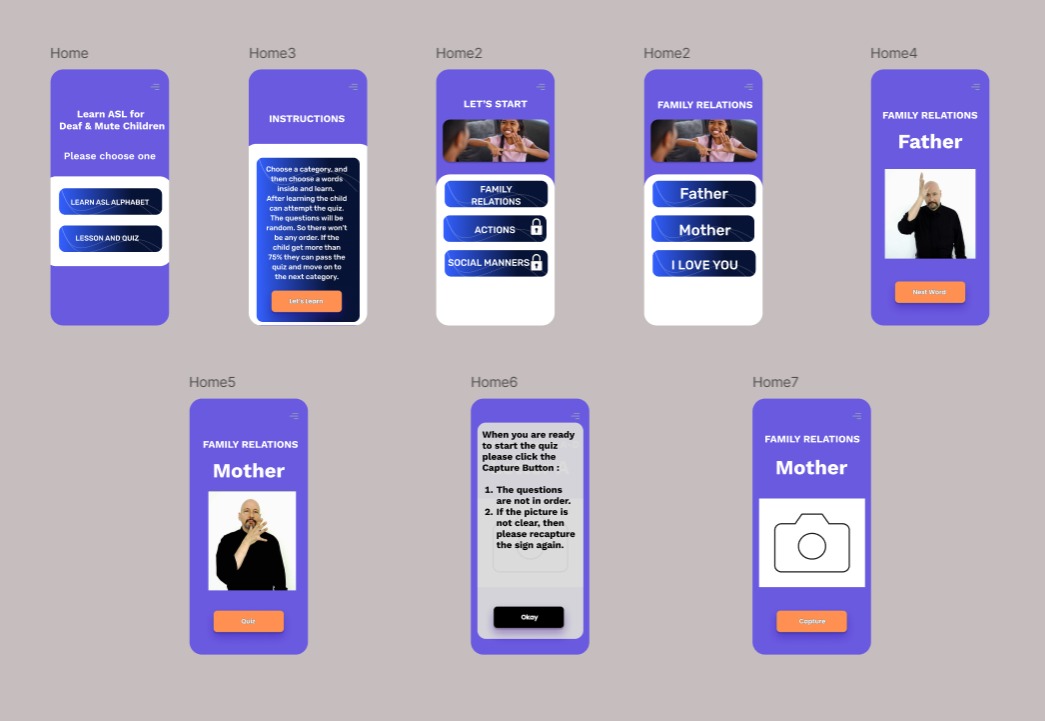 Home
Learn ASL for
Deaf & Mute Children
Please choose one
LEARN ASL ALPHABET
LESSON AND QUIZ
Home3
INSTRUCTIONS
Choose a category, and
then choose a words
inside and learn.
After learning the child
can attempt the quiz.
The questions will be
random. So there won't
be any order. If the
child get more than
75% they can pass the
quiz and move on to
the next category.
Let's Learn
Home2
LET'S START
FAMILY
RELATIONS
ACTIONS
SOCIAL MANNERS
Home2
FAMILY RELATIONS
Father
Mother
I LOVE YOU
Home4
FAMILY RELATIONS
Father
Next Word
Home5
FAMILY RELATIONS
Mother
Quiz
Home6
When you are ready
to start the quiz
please click the
Capture Button :
1. The questions
are not in order.
2. If the picture is
not clear, then
please recapture
the sign again.
Okay
Home7
FAMILY RELATIONS
Mother
Capture